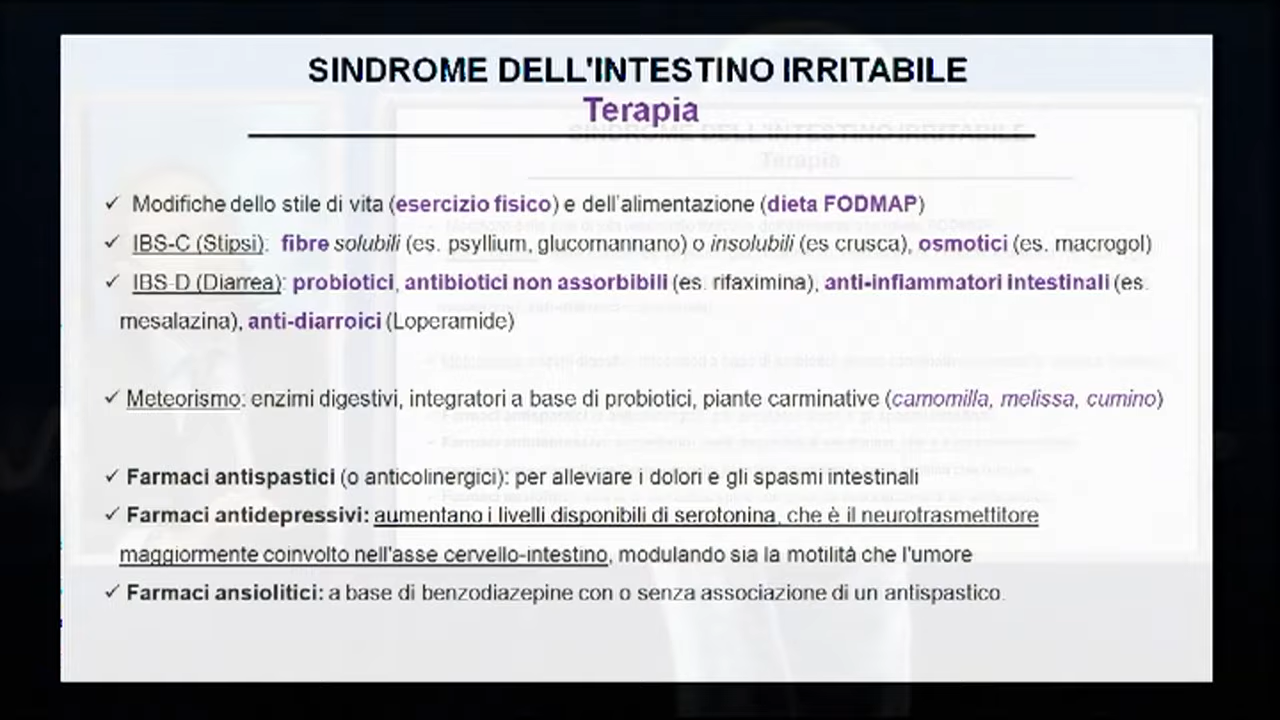 SINDROME DELL'INTESTINO IRRITABILE
Terapia
✓ Modifiche dello stile di vita (esercizio fisico) e dell'alimentazione (dieta FODMAP)
✓ IBS-C (Stipsi): fibre solubili (es. psyllium, glucomannano) o insolubili (es crusca), osmotici (es. macrogol)
✓ IBS-D (Diarrea): probiotici, antibiotici non assorbibili (es. rifaximina), anti-infiammatori intestinali (es.
mesalazina), anti-diarroici (Loperamide)
✓ Meteorismo: enzimi digestivi, integratori a base di probiotici, piante carminative (camomilla, melissa, cumino)
✓ Farmaci antispastici (o anticolinergici): per alleviare i dolori e gli spasmi intestinali
✓ Farmaci antidepressivi: aumentano i livelli disponibili di serotonina, che è il neurotrasmettitore
maggiormente coinvolto nell'asse cervello-intestino, modulando sia la motilità che l'umore
✓ Farmaci ansiolitici: a base di benzodiazepine con o senza associazione di un antispastico.